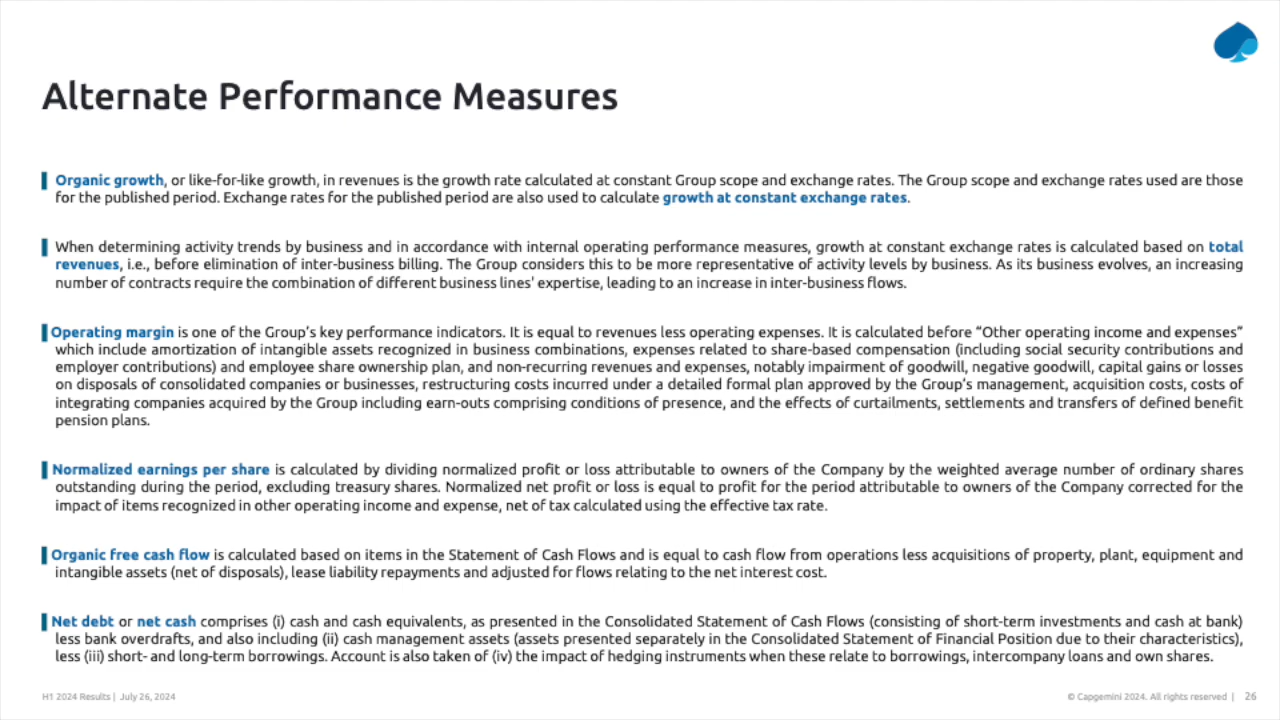 Alternate Performance Measures
Organic growth, or like-for-like growth, in revenues is the growth rate calculated at constant Group scope and exchange rates. The Group scope and exchange rates used are those
for the published period. Exchange rates for the published period are also used to calculate growth at constant exchange rates.
When determining activity trends by business and in accordance with internal operating performance measures, growth at constant exchange rates is calculated based on total
revenues, i.e., before elimination of inter-business billing. The Group considers this to be more representative of activity levels by business. As its business evolves, an increasing
number of contracts require the combination of different business lines' expertise, leading to an increase in inter-business flows.
Operating margin is one of the Group's key performance indicators. It is equal to revenues less operating expenses. It is calculated before “Other operating income and expenses”
which include amortization of intangible assets recognized in business combinations, expenses related to share-based compensation (including social security contributions and
employer contributions) and employee share ownership plan, and non-recurring revenues and expenses, notably impairment of goodwill, negative goodwill, capital gains or losses
on disposals of consolidated companies or businesses, restructuring costs incurred under a detailed formal plan approved by the Group's management, acquisition costs, costs of
integrating companies acquired by the Group including earn-outs comprising conditions of presence, and the effects of curtailments, settlements and transfers of defined benefit
pension plans.
Normalized earnings per share is calculated by dividing normalized profit or loss attributable to owners of the Company by the weighted average number of ordinary shares
outstanding during the period, excluding treasury shares. Normalized net profit or loss is equal to profit for the period attributable to owners of the Company corrected for the
impact of items recognized in other operating income and expense, net of tax calculated using the effective tax rate.
Organic free cash flow is calculated based on items in the Statement of Cash Flows and is equal to cash flow from operations less acquisitions of property, plant, equipment and
intangible assets (net of disposals), lease liability repayments and adjusted for flows relating to the net interest cost.
Net debt or net cash comprises (i) cash and cash equivalents, as presented in the Consolidated Statement of Cash Flows (consisting of short-term investments and cash at bank)
less bank overdrafts, and also including (ii) cash management assets (assets presented separately in the Consolidated Statement of Financial Position due to their characteristics),
less (iii) short- and long-term borrowings. Account is also taken of (iv) the impact of hedging instruments when these relate to borrowings, intercompany loans and own shares.
H1 2024 Results | July 26, 2024
© Capgemini 2024. All rights reserved | 26